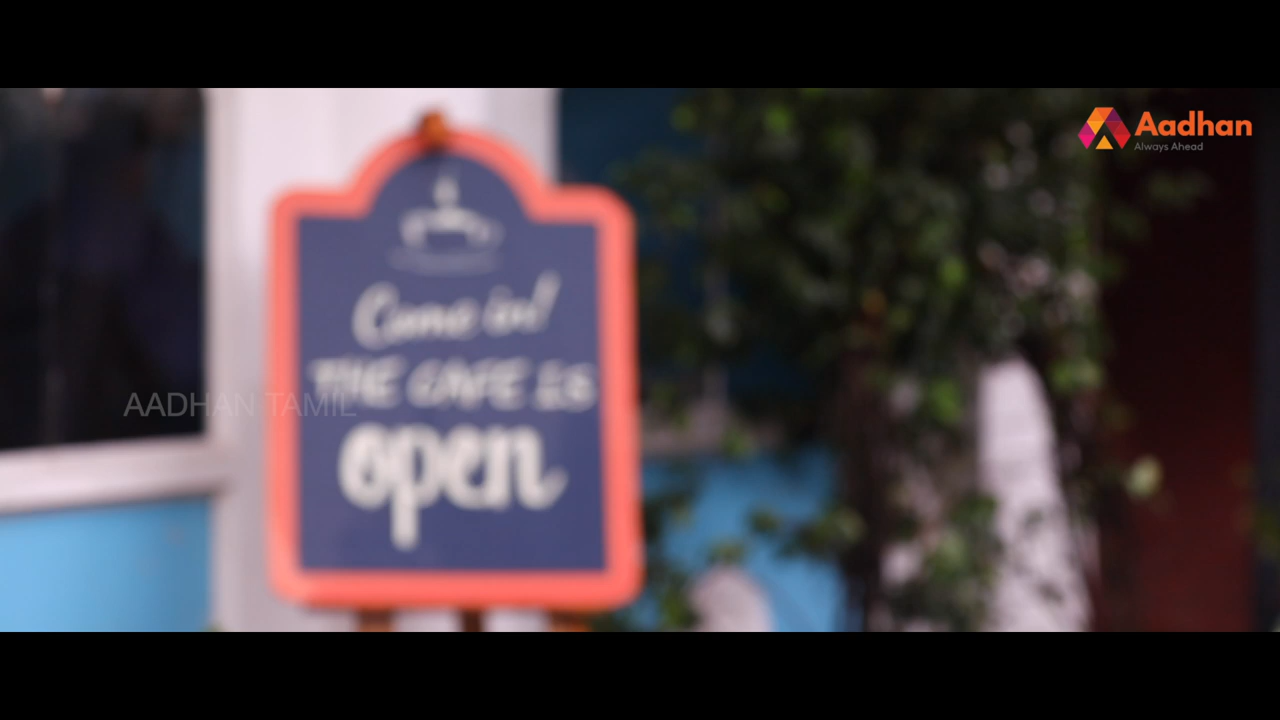 Aadhan
Always Ahead
Come in!
THE CAFE IS
open
AADHAN TAMIL